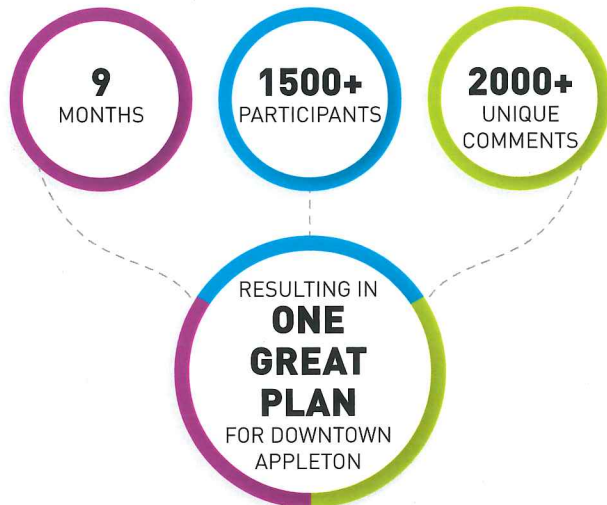 9
MONTHS
1500+
PARTICIPANTS
2000+
UNIQUE
COMMENTS
RESULTING IN
ONE
GREAT
PLAN
FOR DOWNTOWN
APPLETON